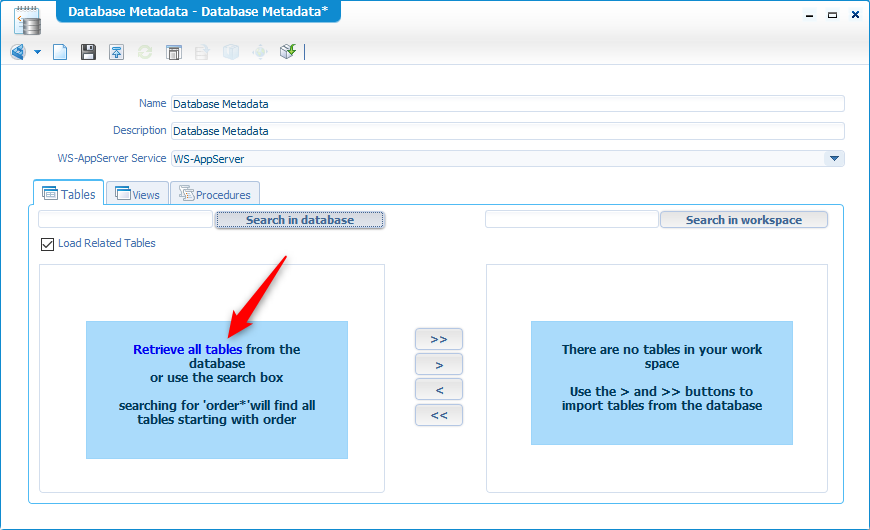 Database Metadata - Database Metadata*
Name
Database Metadata
Description
Database Metadata
WS-AppServer Service
WS-AppServer
Tables
Views
Procedures
Search in database
Search in workspace
Load Related Tables
Retrieve all tables from the
database
or use the search box
searching for 'order*'will find all
tables starting with order
>>
>
<
<<
There are no tables in your work
space
Use the > and >> buttons to
import tables from the database